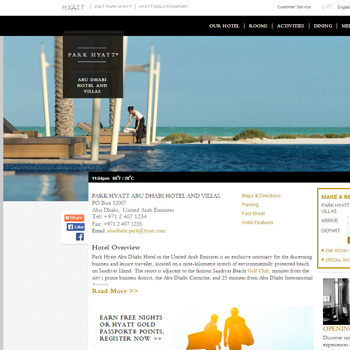 HYATT | VISIT PARK HYATT | HYATT GOLD PASSPORT
Customer Service
English
OUR HOTEL | ROOMS | ACTIVITIES | DINING | ME
PARK HYATT®
ABU DHABI
HOTEL AND
VILLAS
11:54pm 69°F / 20°C
PARK HYATT ABU DHABI HOTEL AND VILLAS
PO Box 52007
Abu Dhabi, United Arab Emirates
Tel: +971 2 407 1234
Fax: +971 2 407 1235
Email: abudhabi.park@hyatt.com
Maps & Directions
Parking
Fact Sheet
Hotel Features
MAKE A RE
PARK HYATT
VILLAS
ARRIVE
DEPART
ONE ROOM
SPECIAL RAT
Share
Like
Hotel Overview
Park Hyatt Abu Dhabi Hotel in the United Arab Emirates is an exclusive sanctuary for the discerning
business and leisure traveller, located on a nine-kilometre stretch of environmentally protected beach
on Saadiyat Island. The resort is adjacent to the famous Saadiyat Beach Golf Club, minutes from the
city's prime business district, the Abu Dhabi Corniche, and 25 minutes from Abu Dhabi International
Read More >>
EARN FREE NIGHTS
OR HYATT GOLD
PASSPORT® POINTS.
REGISTER NOW >>
OPENING
Discover ra
experiences